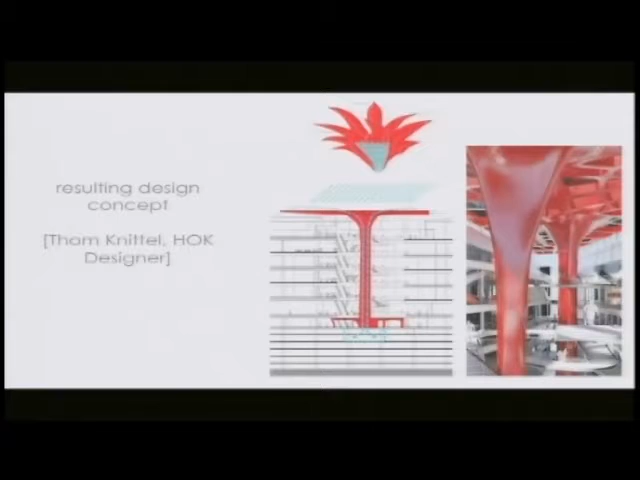 resulting design
concept
[Thom Knittel, HOK
Designer]